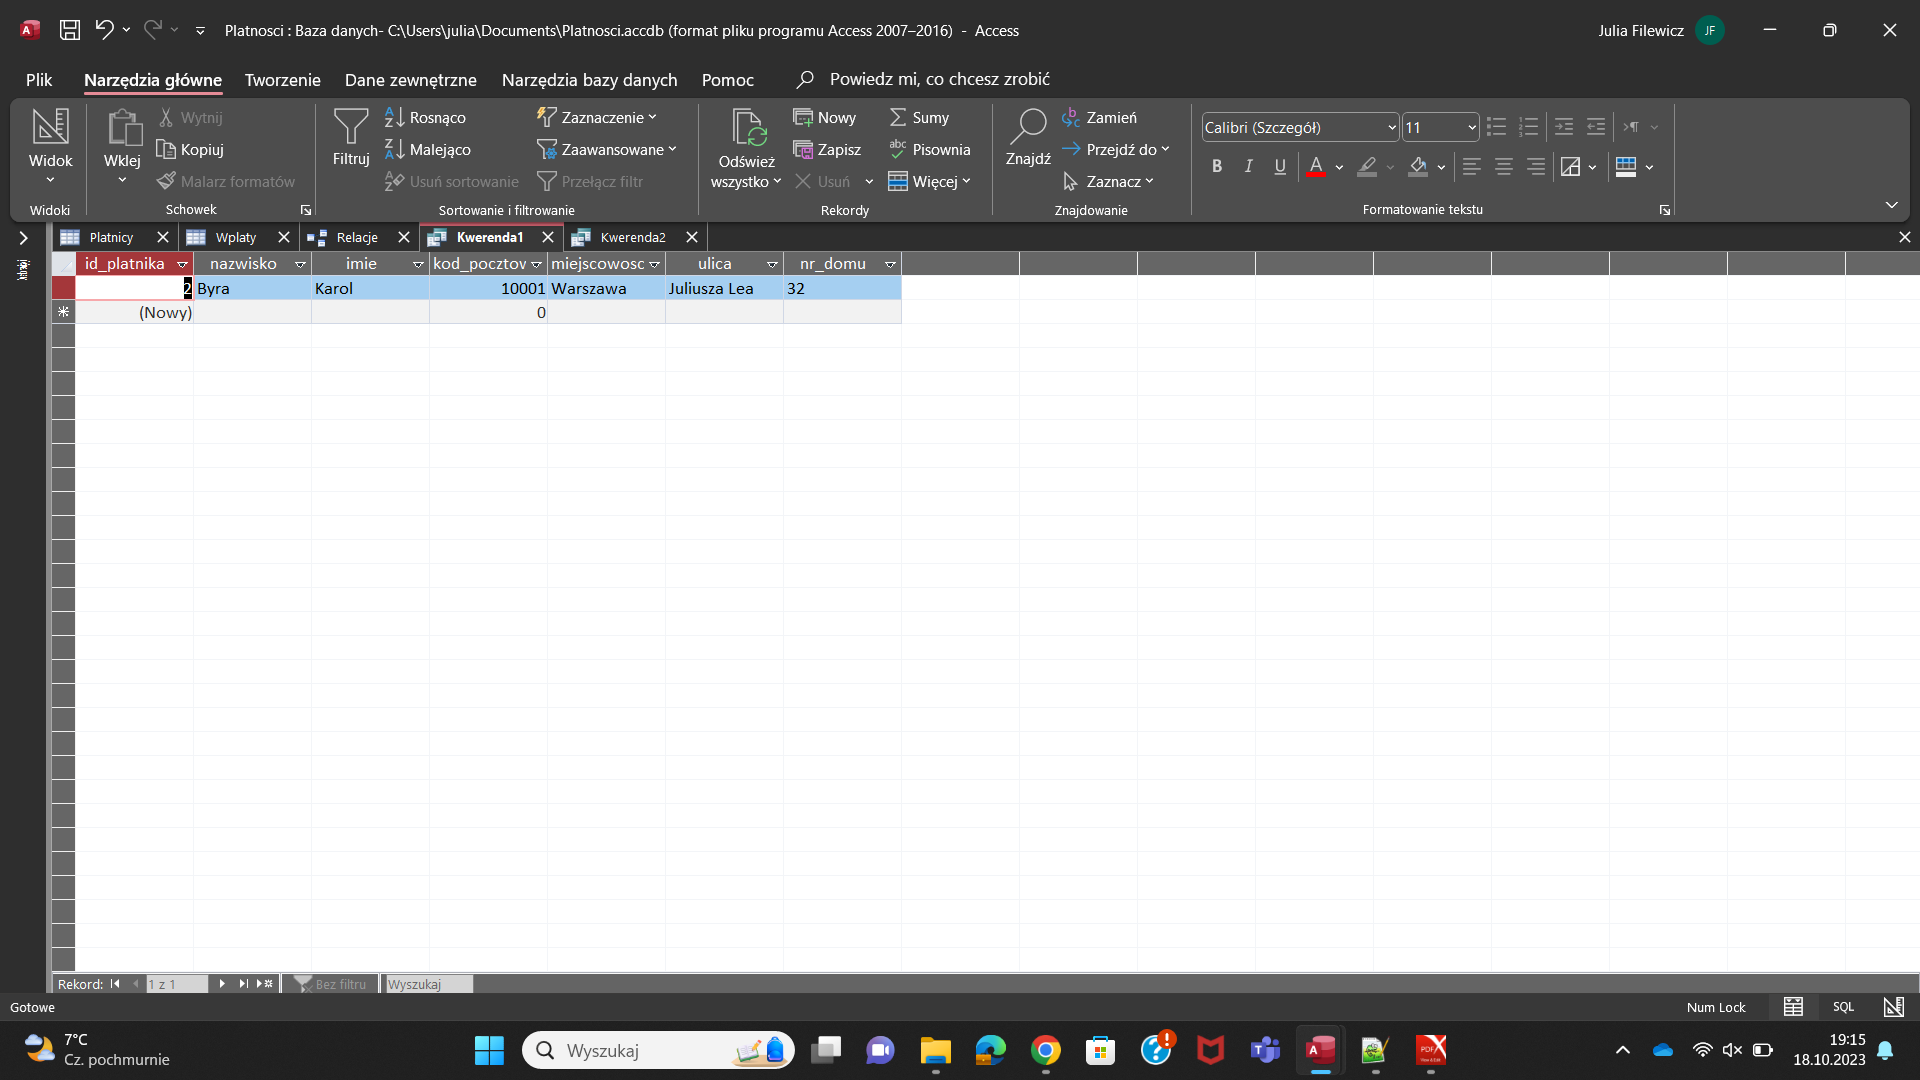 Platnosci : Baza danych- C:\Users\julia\Documents\Platnosci.accdb (format pliku programu Access 2007–2016)  -  Access
Julia Filewicz JF
Plik Narzędzia główne Tworzenie Dane zewnętrzne Narzędzia bazy danych Pomoc Powiedz mi, co chcesz zrobić
Widok
Widoki
Wklej
Wytnij
Kopiuj
Malarz formatów
Schowek
Filtruj
Rosnąco
Malejąco
Usuń sortowanie
Zaznaczenie
Zaawansowane
Przełącz filtr
Sortowanie i filtrowanie
Odśwież
wszystko
Nowy
Zapisz
Usuń
Sumy
Pisownia
Więcej
Rekordy
Znajdź
Zamień
Przejdź do
Zaznacz
Znajdowanie
Calibri (Szczegół) 11
B I U A
Formatowanie tekstu
Platnicy Wplaty Relacje Kwerenda1 Kwerenda2
id_platnika nazwisko imie kod_pocztov miejscowosc ulica nr_domu
2 Byra Karol 10001 Warszawa Juliusza Lea 32
(Nowy) 0
Rekord: 1 z 1 Bez filtru Wyszukaj
Gotowe Num Lock SQL
7°C
Cz. pochmurnie
Wyszukaj
19:15
18.10.2023